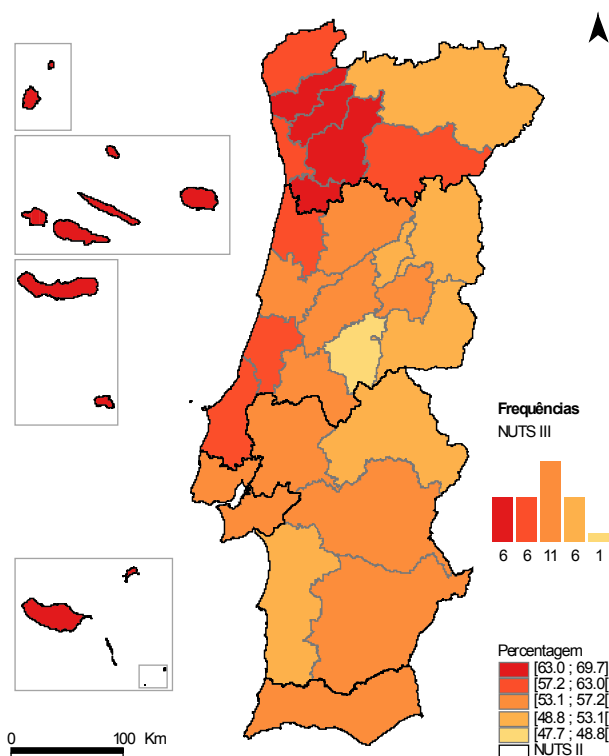 Frequências
NUTS III
6 6 11 6 1
Percentagem
[63.0 ; 69.7]
[57.2 ; 63.0[
[53.1 ; 57.2[
[48.8 ; 53.1[
[47.7 ; 48.8[
NUTS II
0 100 Km